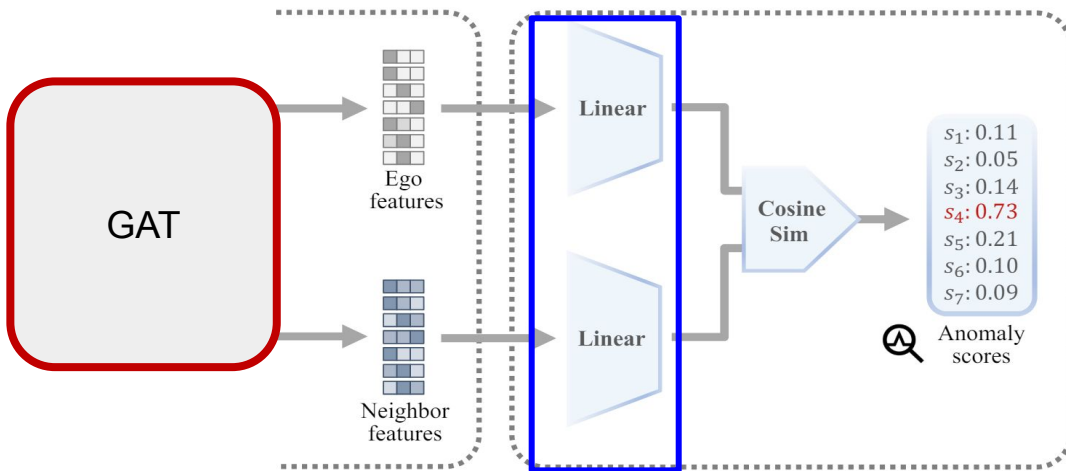 GAT
Ego
features
Neighbor
features
Linear
Linear
Cosine
Sim
s₁: 0.11
s₂: 0.05
s₃: 0.14
s₄: 0.73
s₅: 0.21
s₆: 0.10
s₇: 0.09
Anomaly
scores